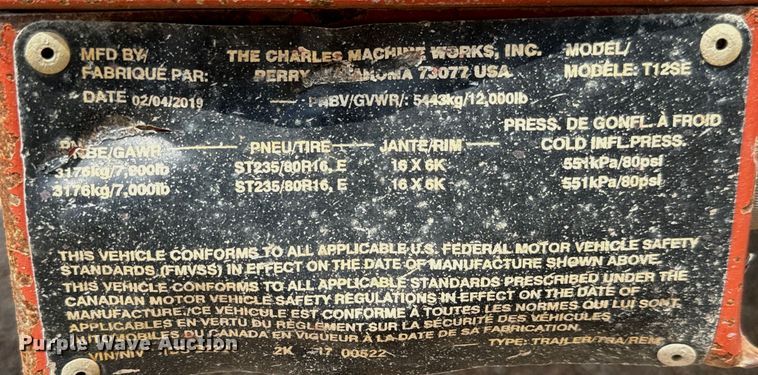 MFD BY/ THE CHARLES MACHINE WORKS, INC. MODEL/
FABRIQUE PAR: PERRY, 73077 USA MODÈLE: T12SE
DATE 02/04/2019 PNBV/GVWR/: 5443kg/12,000lb
PRESS. DE GONFL. À FROID
PNEU/TIRE JANTE/RIM COLD INFL.PRESS.
3176kg/7,000lb ST235/80R16, E 16 X 6K 551kPa/80psi
3176kg/7,000lb ST235/80R16, E 16 X 6K 551kPa/80psi
THIS VEHICLE CONFORMS TO ALL APPLICABLE U.S. FEDERAL MOTOR VEHICLE SAFETY
STANDARDS (FMVSS) IN EFFECT ON THE DATE OF MANUFACTURE SHOWN ABOVE.
THIS VEHICLE CONFORMS TO ALL APPLICABLE STANDARDS PRESCRIBED UNDER THE
CANADIAN MOTOR VEHICLE SAFETY REGULATIONS IN EFFECT ON THE DATE OF
MANUFACTURE./CE VÉHICULE EST CONFORME À TOUTES LES NORMES QUI LUI SONT
APPLICABLES EN VERTU DU RÈGLEMENT SUR LA SÉCURITÉ DES VÉHICULES
DU CANADA EN VIGUEUR À LA DATE DE SA FABRICATION.
VIN/NIV 2K 17 00522 TYPE: TRAILER/TRA/REM
Purple Wave Auction